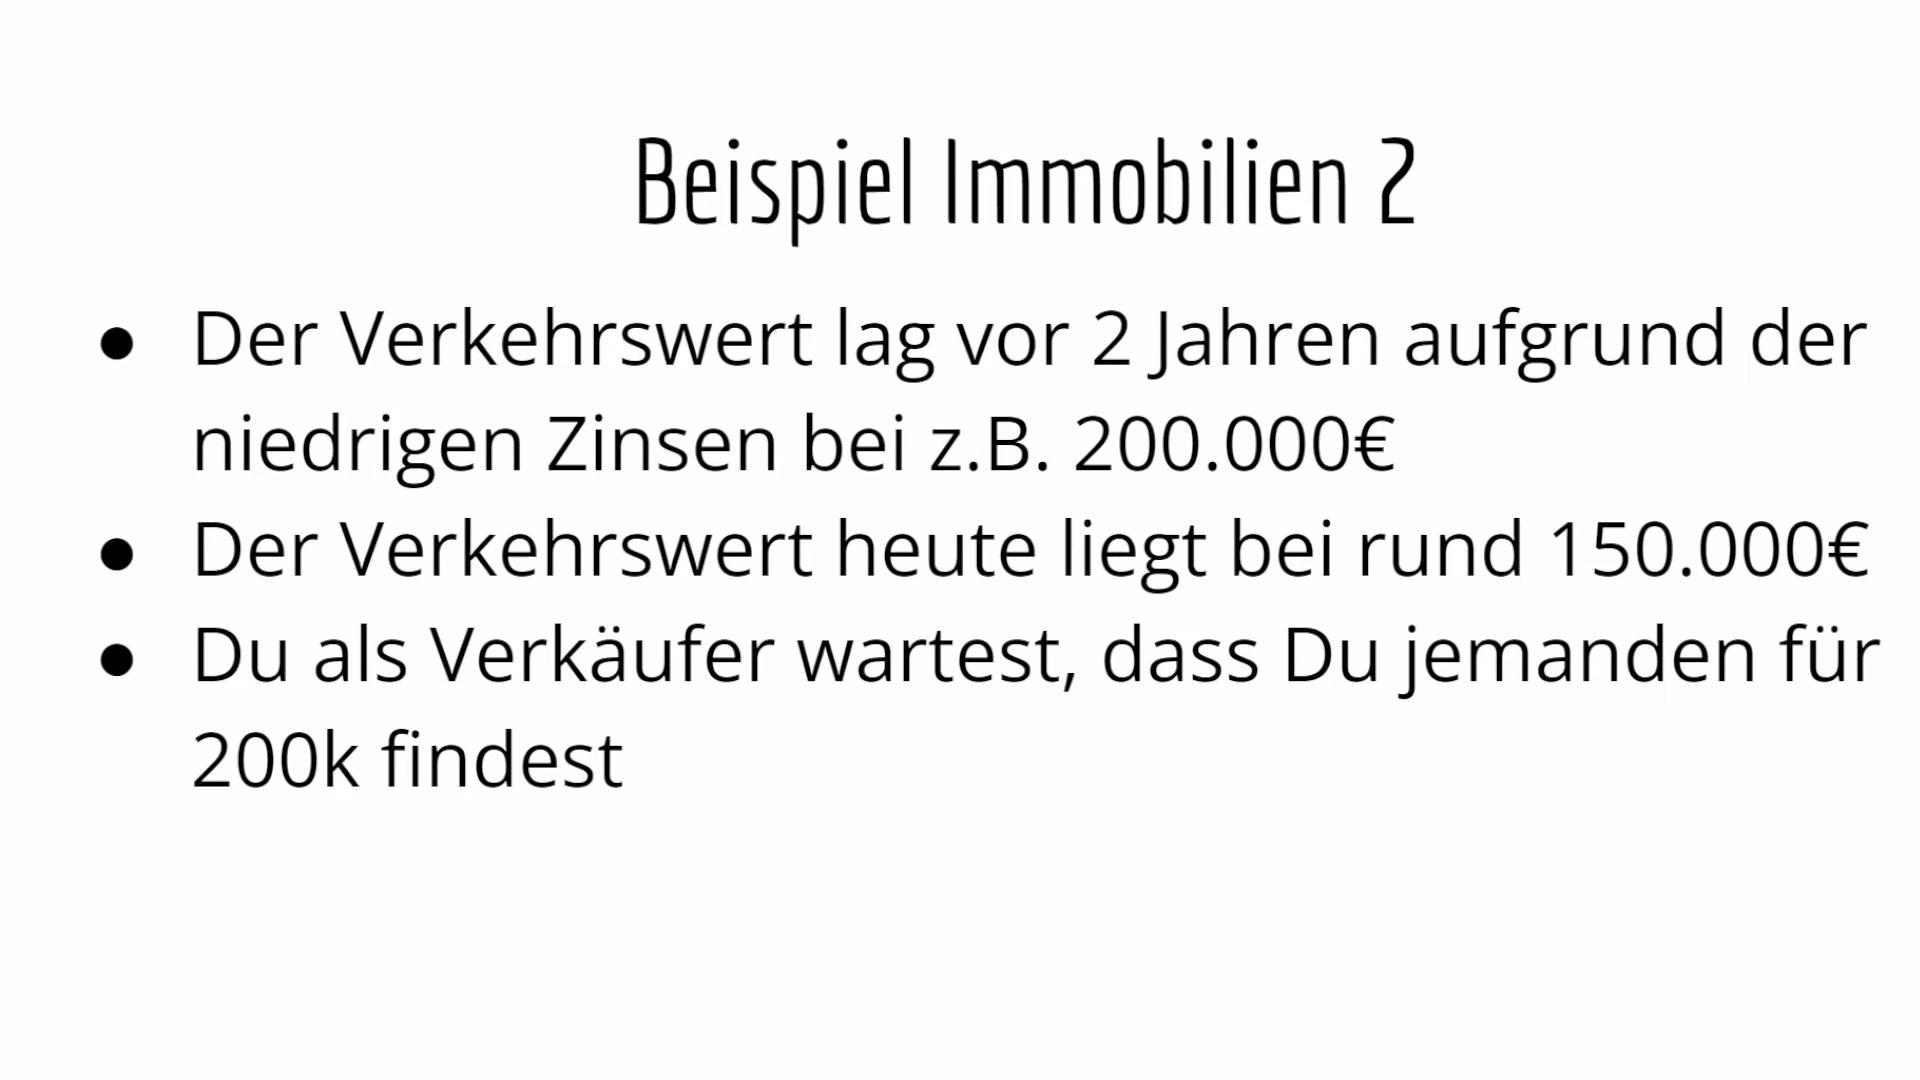 Beispiel Immobilien 2
● Der Verkehrswert lag vor 2 Jahren aufgrund der
niedrigen Zinsen bei z.B. 200.000€
● Der Verkehrswert heute liegt bei rund 150.000€
● Du als Verkäufer wartest, dass Du jemanden für
200k findest